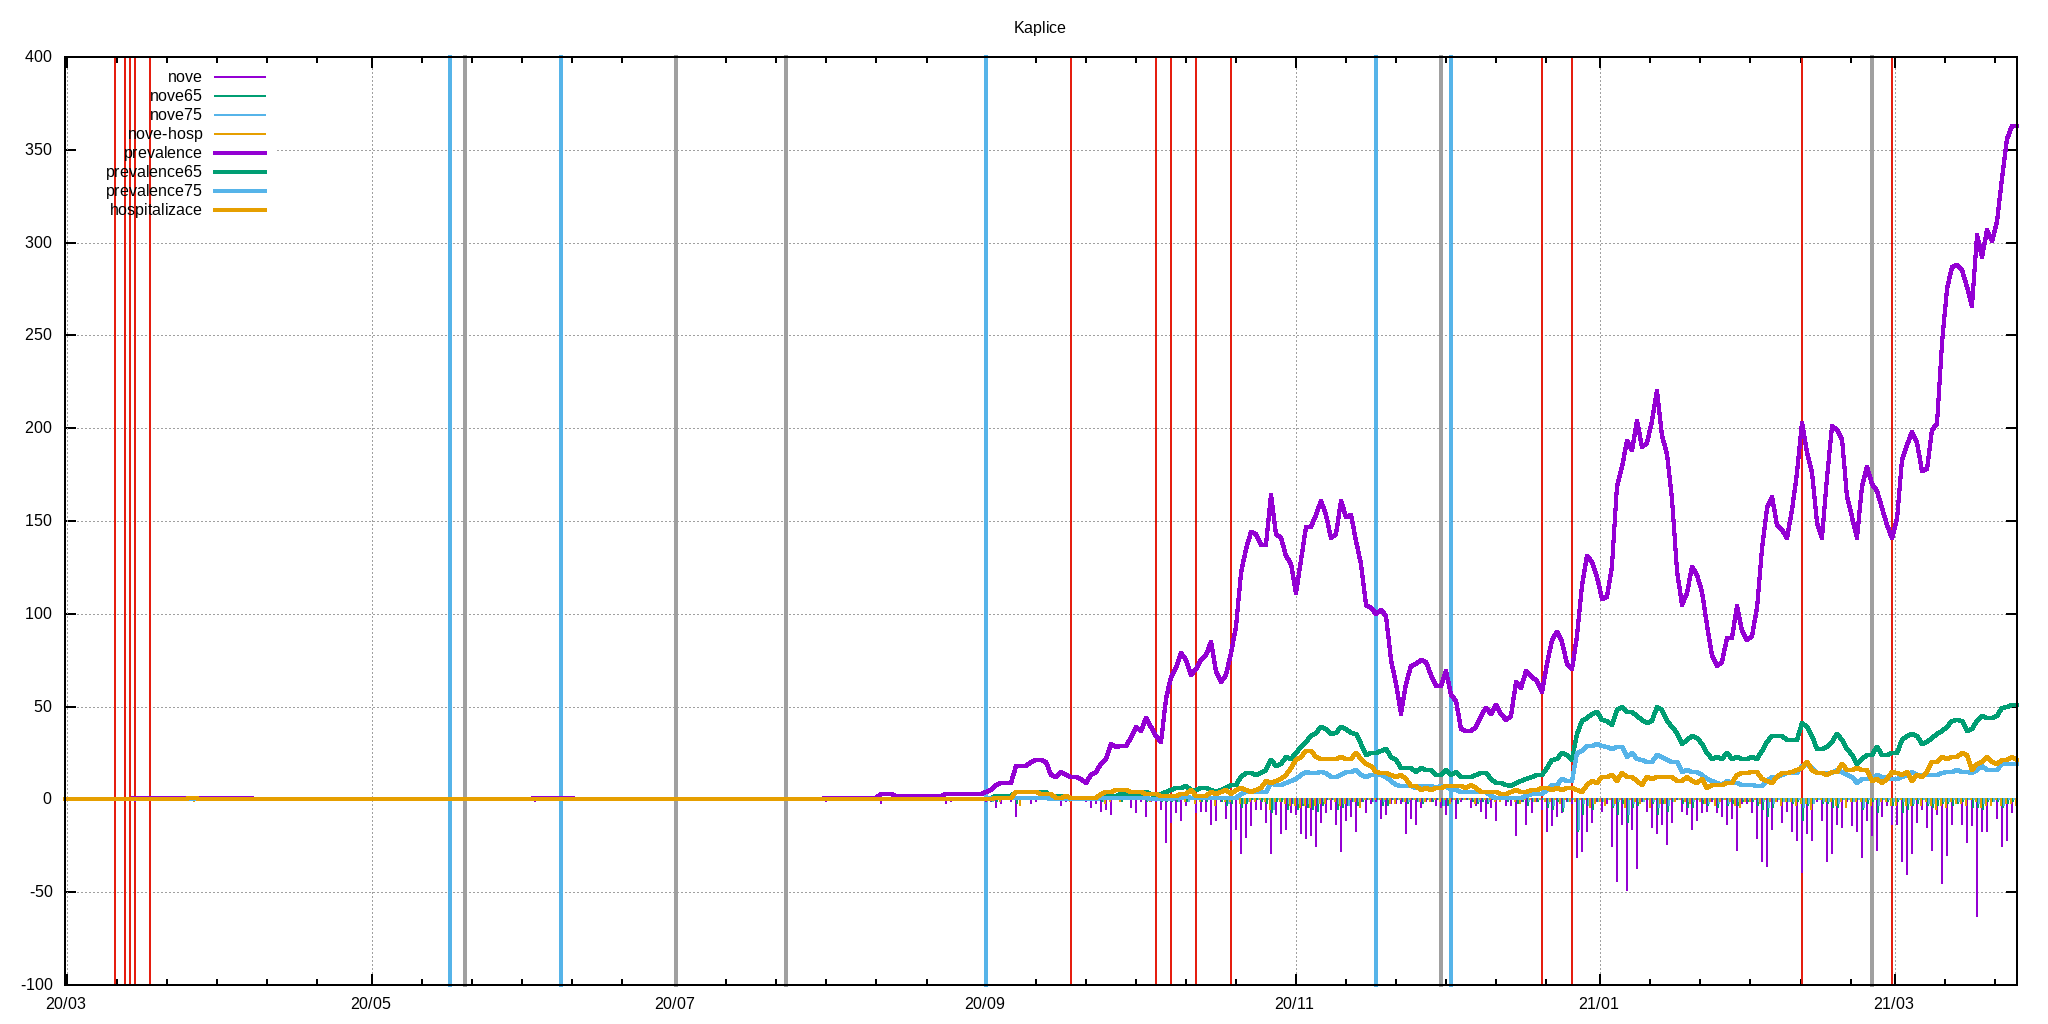 Kaplice
400
350
300
250
200
150
100
50
0
-50
-100
nove
nove65
nove75
nove-hosp
prevalence
prevalence65
prevalence75
hospitalizace
20/03 20/05 20/07 20/09 20/11 21/01 21/03